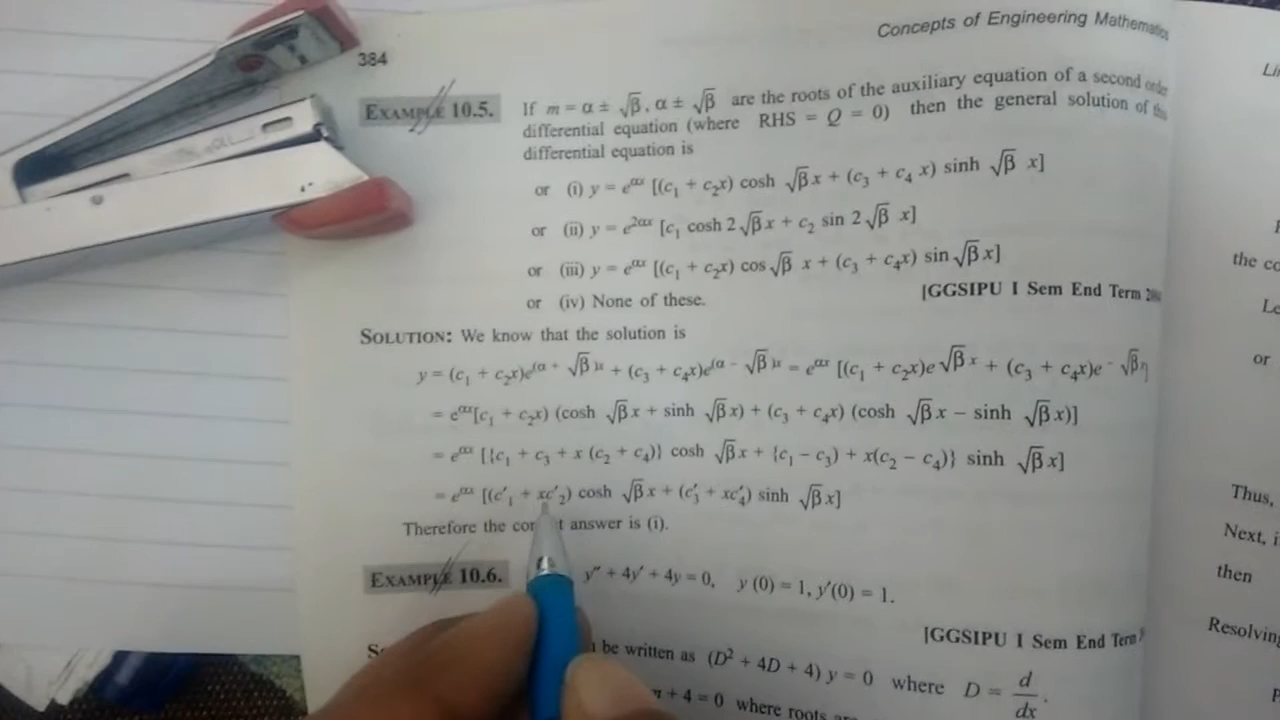 Concepts of Engineering Mathematics
384
EXAMPLE 10.5. If m = α ± √β, α ± √β are the roots of the auxiliary equation of a second order
differential equation (where RHS = Q = 0) then the general solution of this
differential equation is
or (i) y = e^{αx} [(c₁ + c₂x) cosh √β x + (c₃ + c₄ x) sinh √β x]
or (ii) y = e^{2αx} [c₁ cosh 2√β x + c₂ sin 2√β x]
or (iii) y = e^{αx} [(c₁ + c₂x) cos √β x + (c₃ + c₄x) sin √β x]
or (iv) None of these.
[GGSIPU I Sem End Term
SOLUTION: We know that the solution is
y = (c₁ + c₂x)e^{(α + √β)x} + (c₃ + c₄x)e^{(α − √β)x} = e^{αx} [(c₁ + c₂x)e^{√β x} + (c₃ + c₄x)e^{− √β x}]
= e^{αx}[c₁ + c₂x) (cosh √β x + sinh √β x) + (c₃ + c₄x) (cosh √β x − sinh √β x)]
= e^{αx} [{c₁ + c₃ + x (c₂ + c₄)} cosh √β x + {c₁ − c₃) + x(c₂ − c₄)} sinh √β x]
= e^{αx} [(c′₁ + xc′₂) cosh √β x + (c′₃ + xc′₄) sinh √β x]
Therefore the answer is (i).
EXAMPLE 10.6. y″ + 4y′ + 4y = 0, y (0) = 1, y′(0) = 1.
[GGSIPU I Sem End Term
be written as (D² + 4D + 4) y = 0 where D = d/dx.
+ 4 = 0 where roots
the
or
Thus,
Next,
then
Resolving